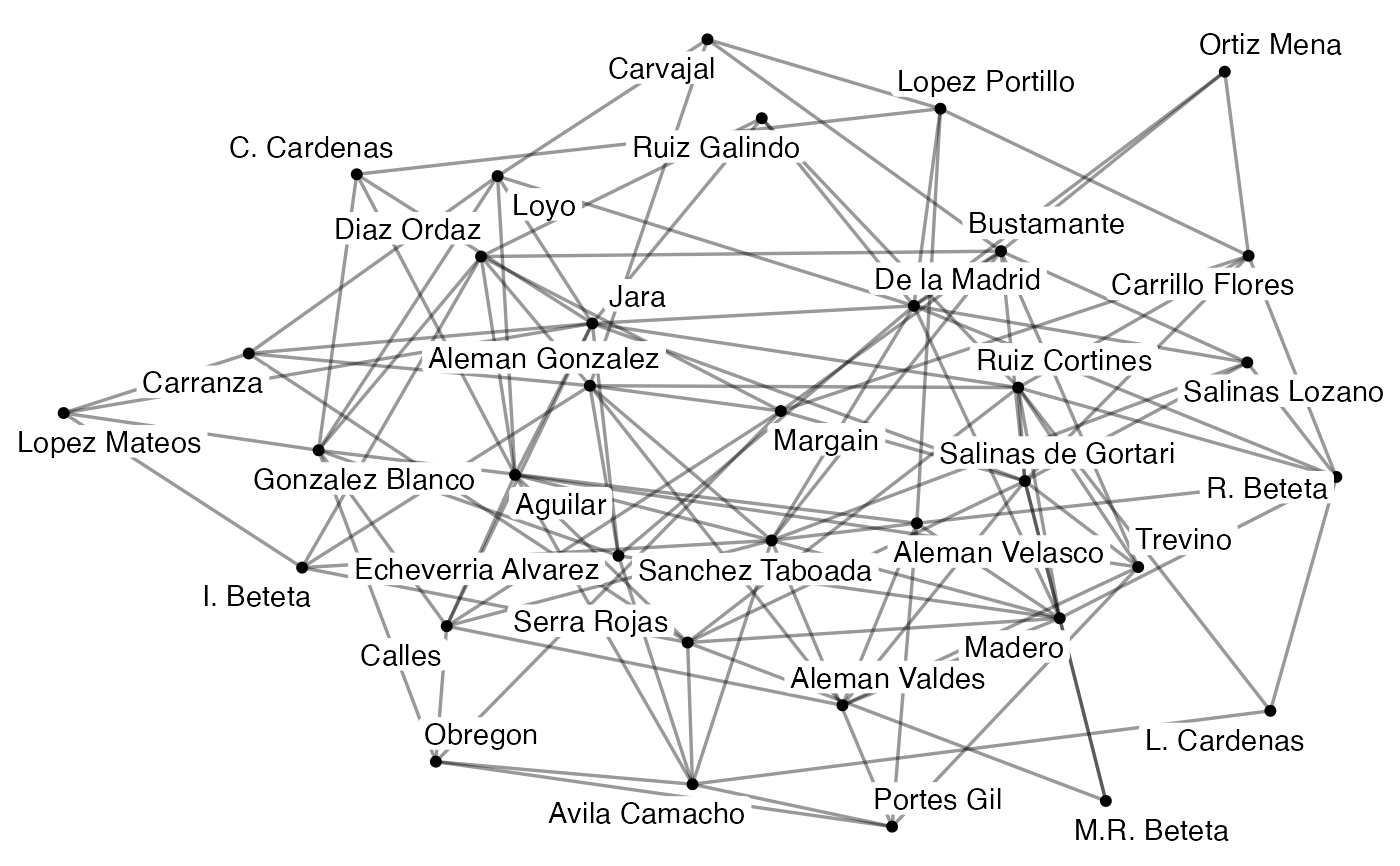 Ortiz Mena
Carvajal
Lopez Portillo
C. Cardenas
Ruiz Galindo
Loyo
Diaz Ordaz
Bustamante
De la Madrid
Carrillo Flores
Jara
Aleman Gonzalez
Ruiz Cortines
Carranza
Salinas Lozano
Lopez Mateos
Margain
Salinas de Gortari
Gonzalez Blanco
R. Beteta
Aguilar
Trevino
Aleman Velasco
Echeverria Alvarez
Sanchez Taboada
I. Beteta
Serra Rojas
Madero
Calles
Aleman Valdes
Obregon
L. Cardenas
Portes Gil
Avila Camacho
M.R. Beteta